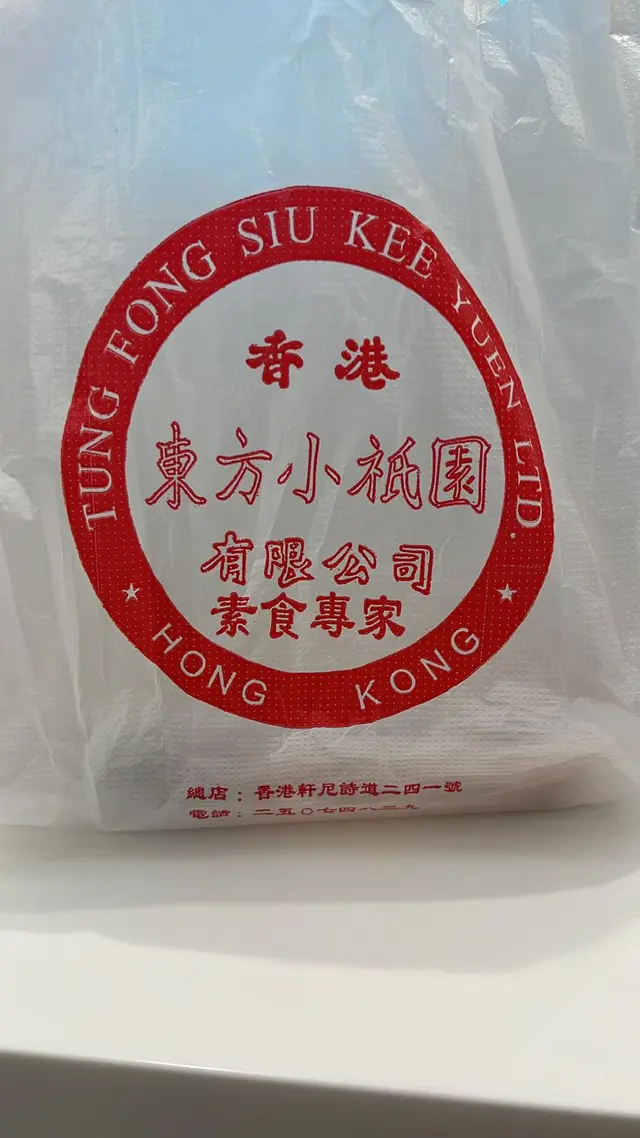 TUNG FONG SIU KEE YUEN LTD.
香港
東方小祇園
有限公司
素食專家
HONG KONG
總店：香港軒尼詩道二四一號
電話：二五〇七四八三九